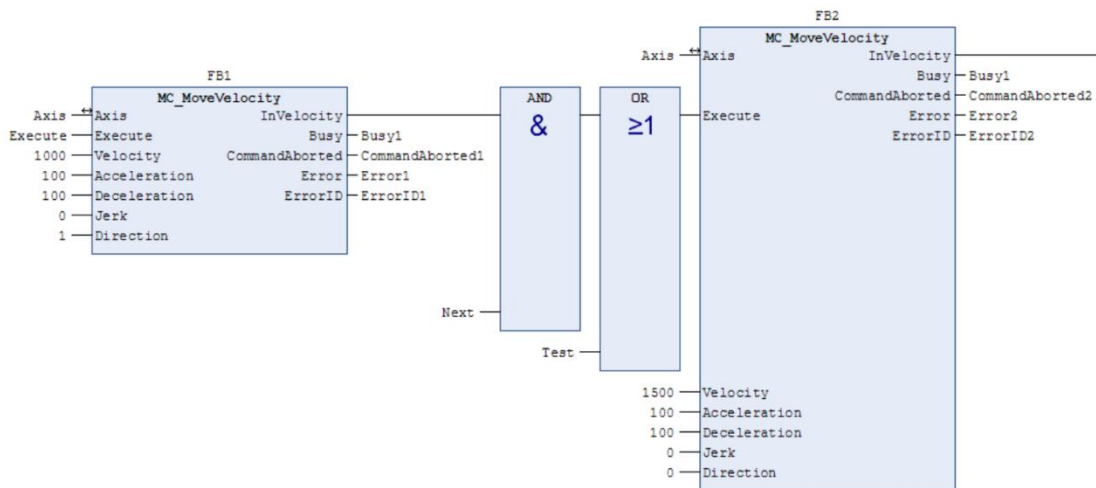 FB2
MC_MoveVelocity
Axis Axis InVelocity
Busy Busy1
CommandAborted CommandAborted2
Execute Error Error2
ErrorID ErrorID2
Velocity 1500
Acceleration 100
Deceleration 100
Jerk 0
Direction 0
FB1
MC_MoveVelocity
Axis Axis InVelocity
Execute Execute Busy Busy1
1000 Velocity CommandAborted CommandAborted1
100 Acceleration Error Error1
100 Deceleration ErrorID ErrorID1
0 Jerk
1 Direction
AND
&
Next
OR
≥1
Test